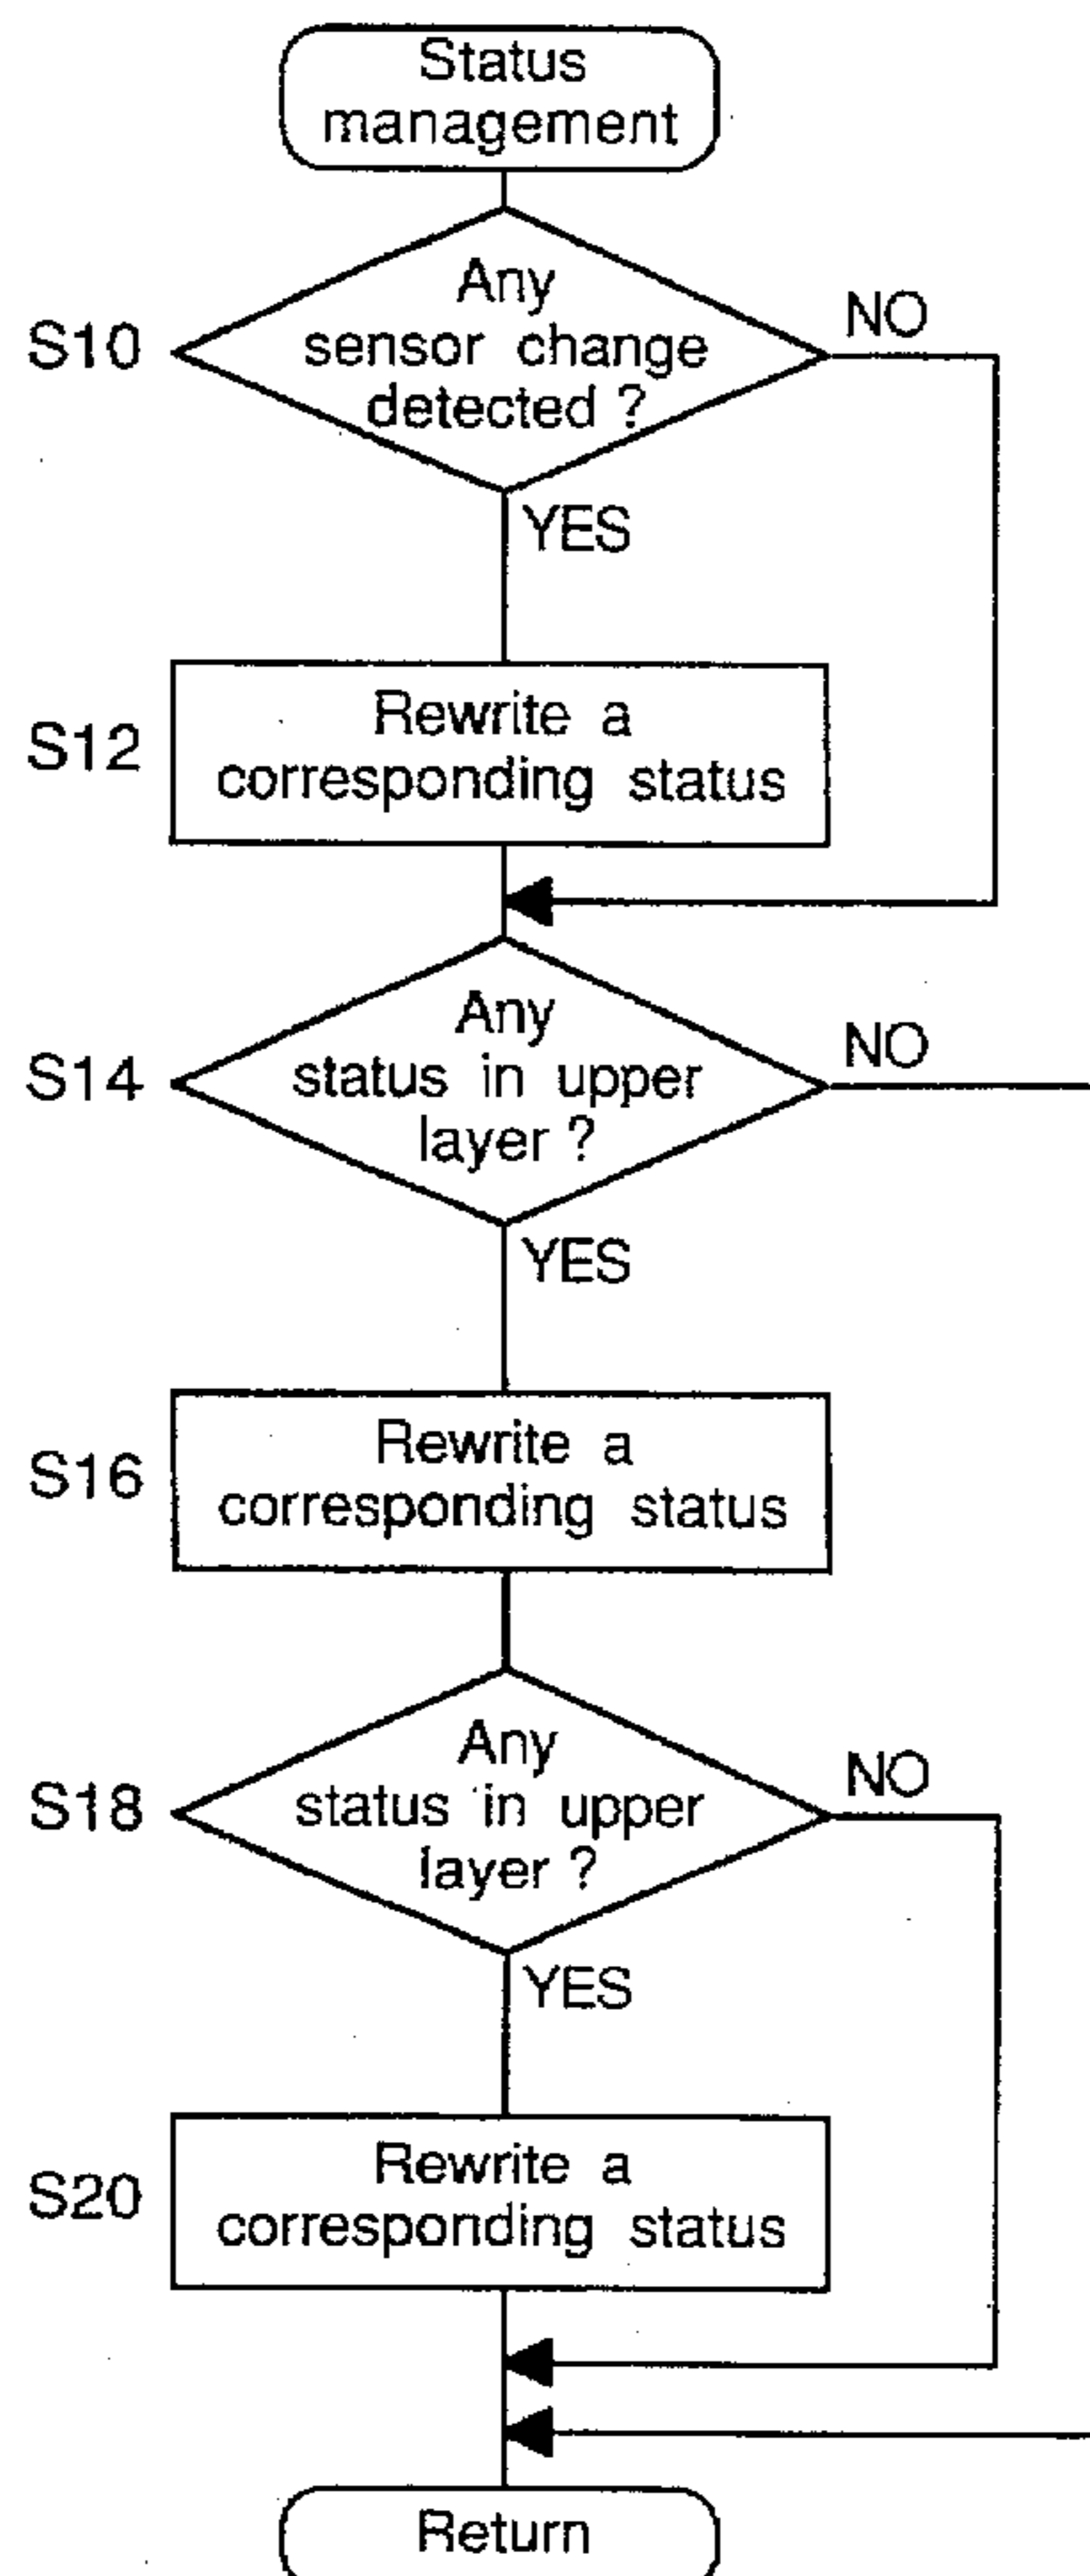 Status
management
S10
Any
sensor change
detected ?
NO
YES
S12
Rewrite a
corresponding status
S14
Any
status in upper
layer ?
NO
YES
S16
Rewrite a
corresponding status
S18
Any
status in upper
layer ?
NO
YES
S20
Rewrite a
corresponding status
Return